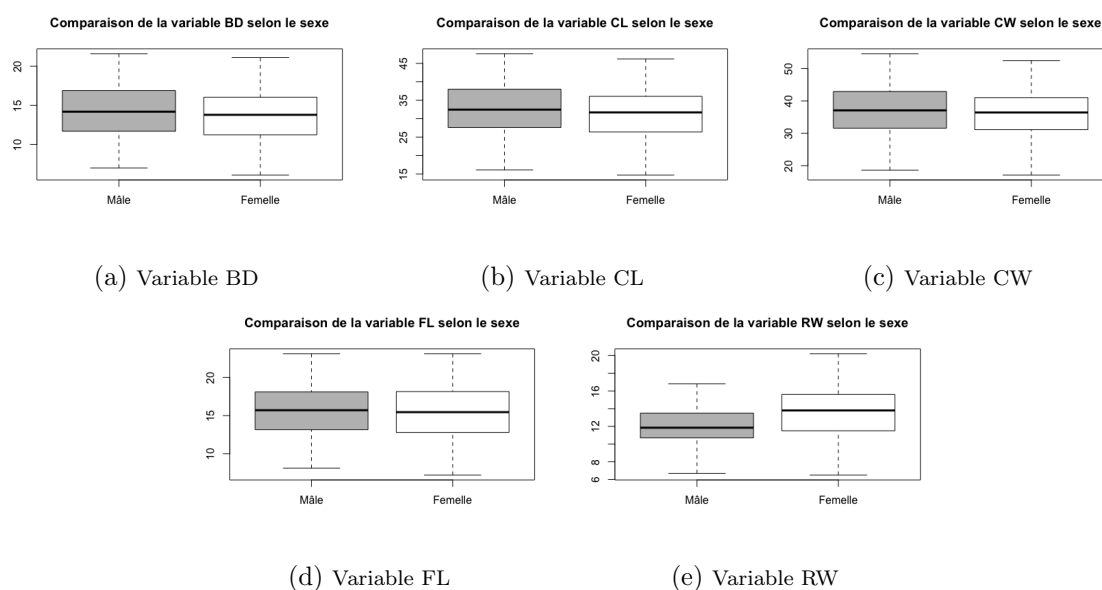 Comparaison de la variable BD selon le sexe
20
15
10
Mâle Femelle
(a) Variable BD
Comparaison de la variable CL selon le sexe
45
35
25
15
Mâle Femelle
(b) Variable CL
Comparaison de la variable CW selon le sexe
50
40
30
20
Mâle Femelle
(c) Variable CW
Comparaison de la variable FL selon le sexe
20
15
10
Mâle Femelle
(d) Variable FL
Comparaison de la variable RW selon le sexe
20
16
12
8
6
Mâle Femelle
(e) Variable RW